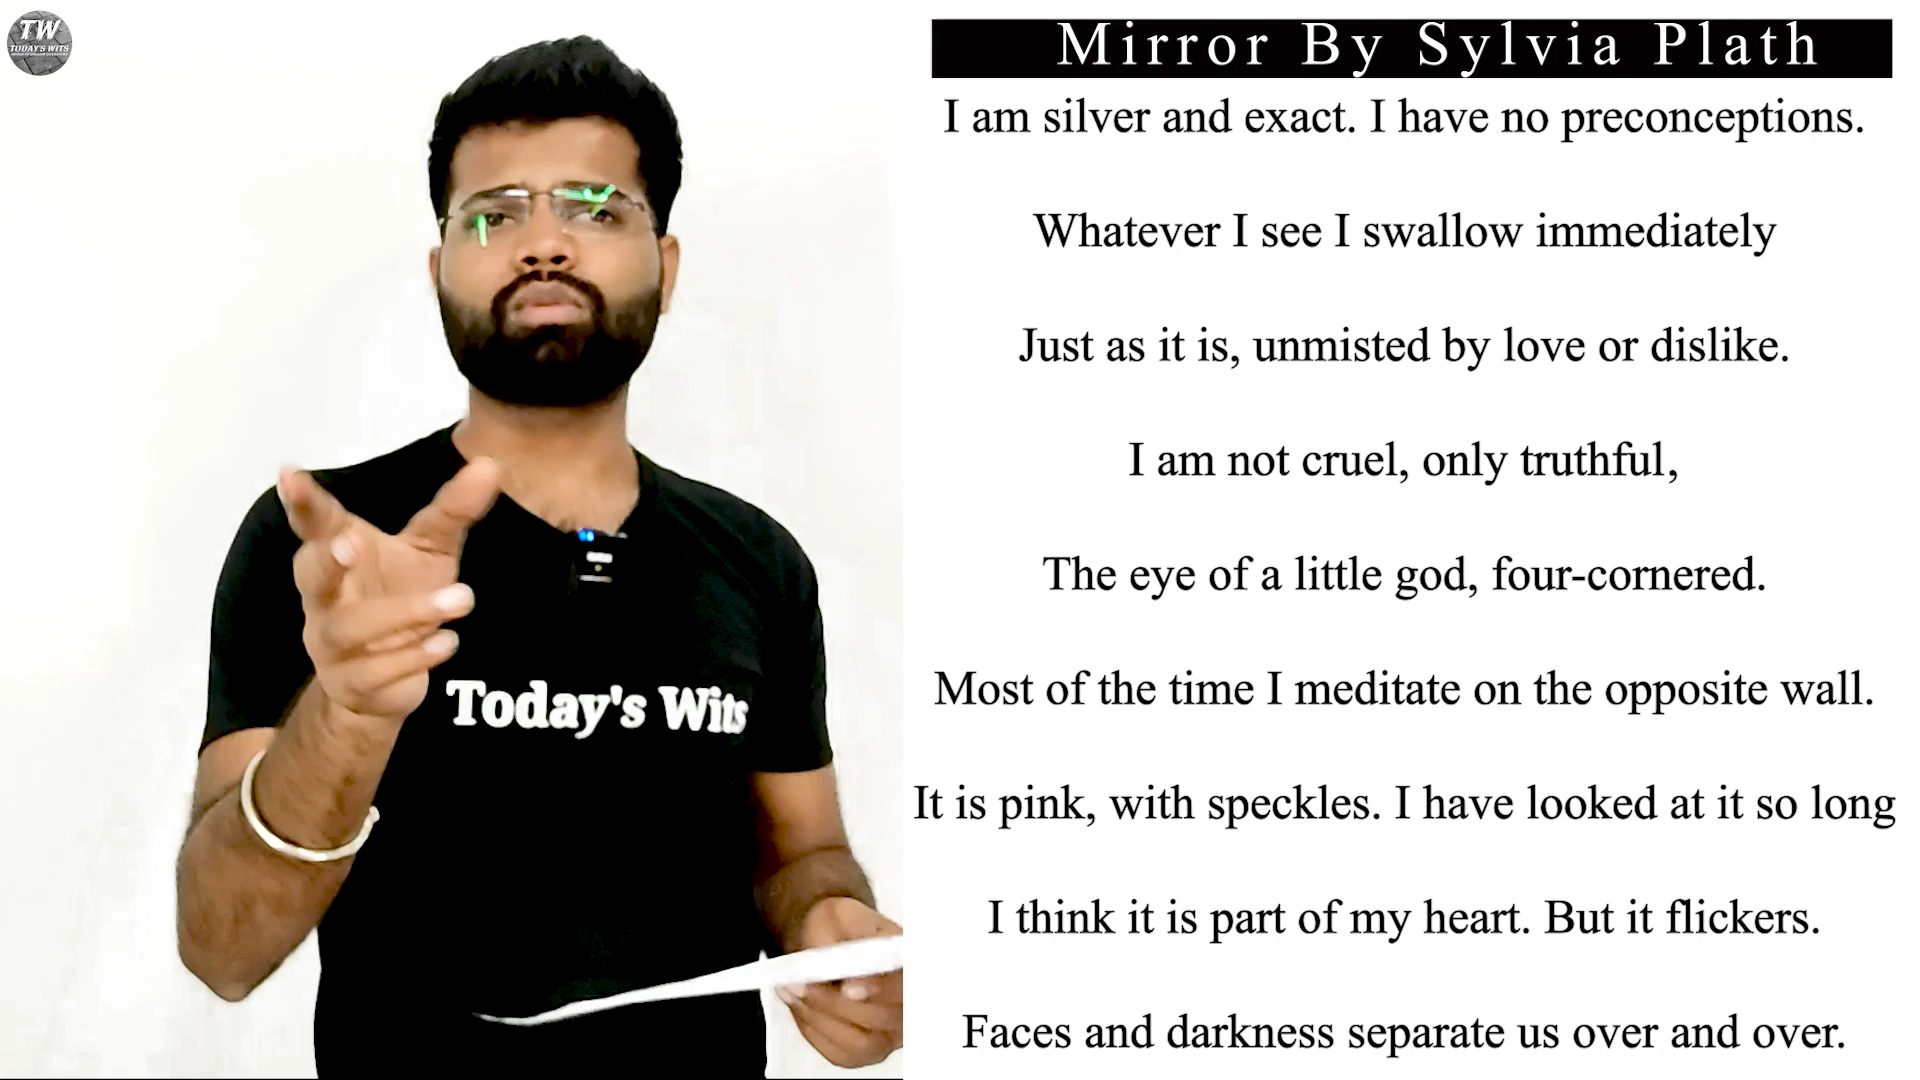 TW
TODAY'S WITS
Mirror By Sylvia Plath
I am silver and exact. I have no preconceptions.
Whatever I see I swallow immediately
Just as it is, unmisted by love or dislike.
I am not cruel, only truthful,
The eye of a little god, four-cornered.
Most of the time I meditate on the opposite wall.
It is pink, with speckles. I have looked at it so long
I think it is part of my heart. But it flickers.
Faces and darkness separate us over and over.
Today's Wits